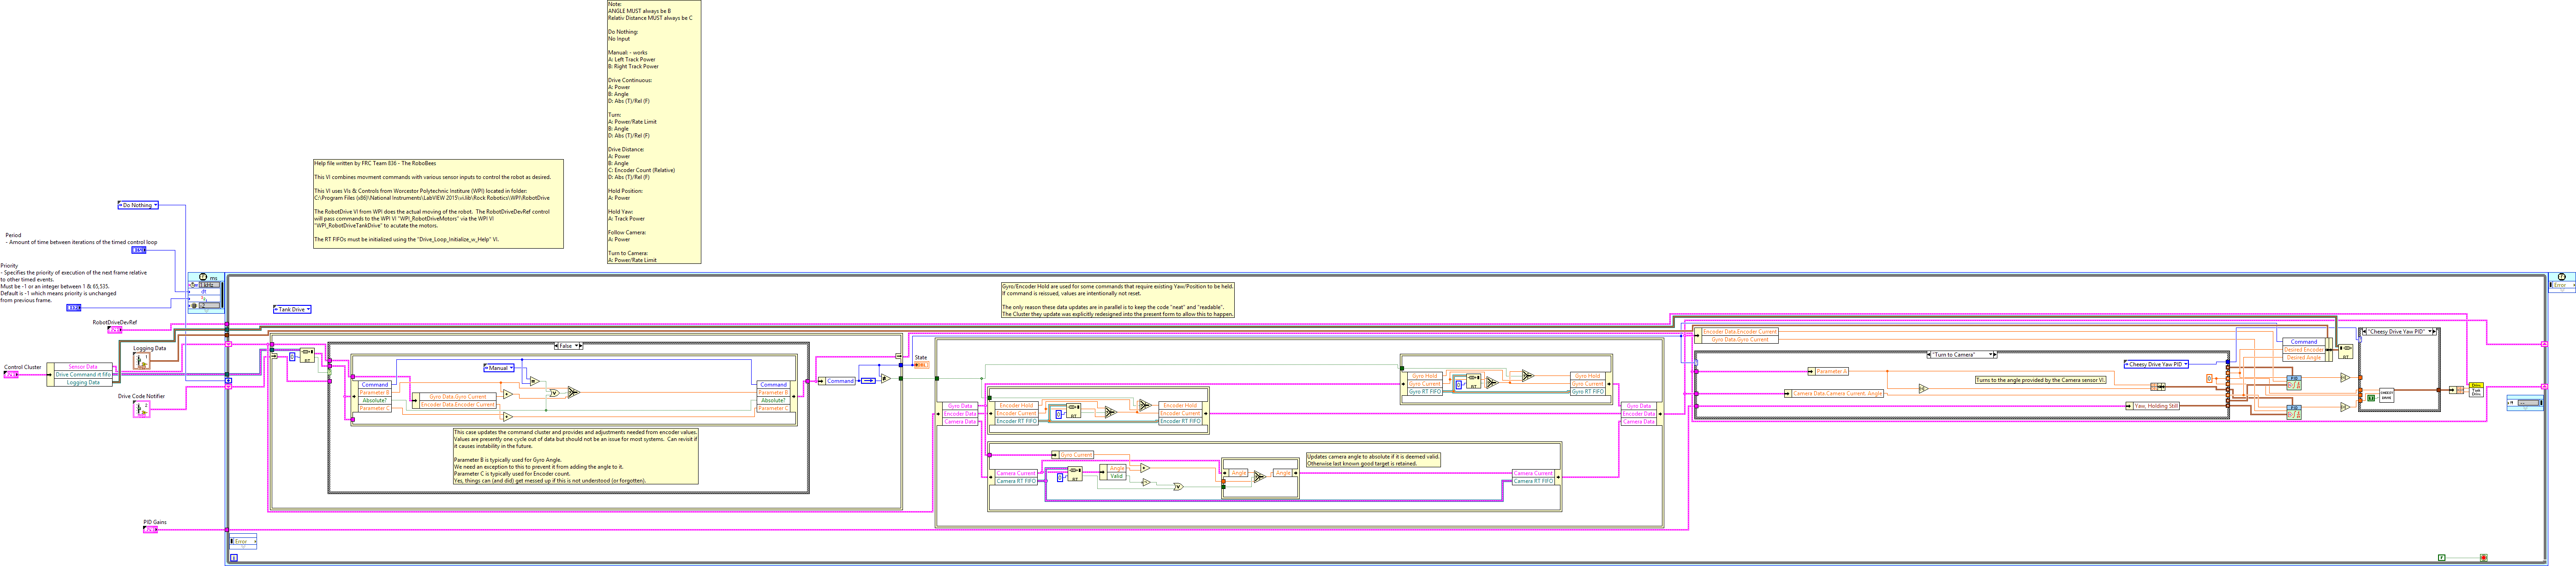 Note:
ANGLE MUST always be B
Relativ Distance MUST always be C
Do Nothing:
No Input
Manual: - works
A: Left Track Power
B: Right Track Power
Drive Continuous:
A: Power
B: Angle
D: Abs (T)/Rel (F)
Turn:
A: Power/Rate Limit
B: Angle
D: Abs (T)/Rel (F)
Drive Distance:
A: Power
B: Angle
C: Encoder Count (Relative)
D: Abs (T)/Rel (F)
Hold Position:
A: Power
Hold Yaw:
A: Track Power
Follow Camera:
A: Power
Turn to Camera:
A: Power/Rate Limit
Help file written by FRC Team 836 - The RoboBees
This VI combines movment commands with various sensor inputs to control the robot as desired.
This VI uses VIs & Controls from Worcestor Polytechnic Institure (WPI) located in folder:
C:\Program Files (x86)\National Instruments\LabVIEW 2015\vi.lib\Rock Robotics\WPI\RobotDrive
The RobotDrive VI from WPI does the actual moving of the robot. The RobotDriveDevRef control
will pass commands to the WPI VI "WPI_RobotDriveMotors" via the WPI VI
"WPI_RobotDriveTankDrive" to acutate the motors.
The RT FIFOs must be initialized using the "Drive_Loop_Initialize_w_Help" VI.
Do Nothing
Period
- Amount of time between iterations of the timed control loop
Priority
- Specifies the priority of execution of the next frame relative
to other timed events.
Must be -1 or an integer between 1 & 65,535.
Default is -1 which means priority is unchanged
from previous frame.
ms
1 kHz
dt
Error
Tank Drive
RobotDriveDevRef
Logging Data
Control Cluster
Sensor Data
Drive Command rt fifo
Logging Data
Drive Code Notifier
PID Gains
Error
i
False
Manual
Command
Parameter B
Absolute?
Parameter C
Gyro Data.Gyro Current
Encoder Data.Encoder Current
Command
Parameter B
Absolute?
Parameter C
This case updates the command cluster and provides and adjustments needed from encoder values.
Values are presently one cycle out of data but should not be an issue for most systems. Can revisit if
it causes instability in the future.
Parameter B is typically used for Gyro Angle.
We need an exception to this to prevent it from adding the angle to it.
Parameter C is typically used for Encoder count.
Yes, things can (and did) get messed up if this is not understood (or forgotten).
Command
State
Gyro/Encoder Hold are used for some commands that require existing Yaw/Position to be held.
If command is reissued, values are intentionally not reset.
The only reason these data updates are in parallel is to keep the code "neat" and "readable".
The Cluster they update was explicitly redesigned into the present form to allow this to happen.
Gyro Data
Encoder Data
Camera Data
Encoder Hold
Encoder Current
Encoder RT FIFO
Encoder Hold
Encoder Current
Encoder RT FIFO
Gyro Hold
Gyro Current
Gyro RT FIFO
Gyro Hold
Gyro Current
Gyro RT FIFO
Gyro Data
Encoder Data
Camera Data
Gyro Current
Camera Current
Camera RT FIFO
Angle
Valid
Angle
Angle
Updates camera angle to absolute if it is deemed valid.
Otherwise last known good target is retained.
Camera Current
Camera RT FIFO
Encoder Data.Encoder Current
Gyro Data.Gyro Current
"Turn to Camera"
Parameter A
Camera Data.Camera Current. Angle
Turns to the angle provided by the Camera sensor VI.
Cheesy Drive Yaw PID
Yaw, Holding Still
Command
Desired Encoder
Desired Angle
PID
PID
"Cheesy Drive Yaw PID"
CHEESY
DRIVE
Error